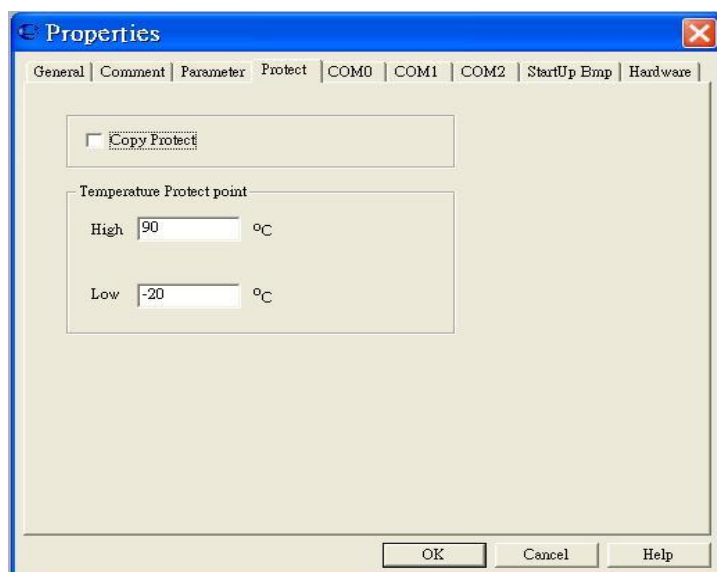 Properties
General Comment Parameter Protect COM0 COM1 COM2 StartUp Bmp Hardware
Copy Protect
Temperature Protect point
High 90 ºC
Low -20 ºC
OK Cancel Help